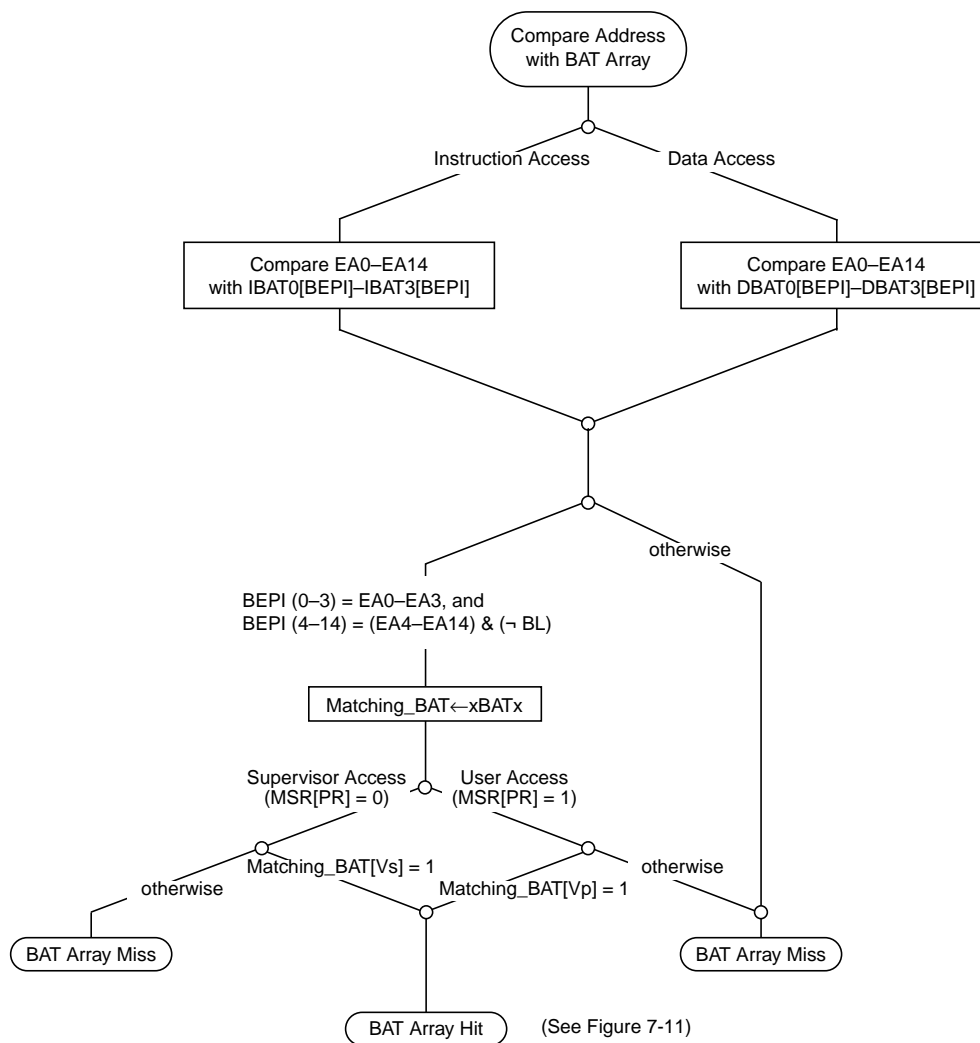 Compare Address
with BAT Array
Instruction Access
Data Access
Compare EA0–EA14
with IBAT0[BEPI]–IBAT3[BEPI]
Compare EA0–EA14
with DBAT0[BEPI]–DBAT3[BEPI]
otherwise
BEPI (0–3) = EA0–EA3, and
BEPI (4–14) = (EA4–EA14) & (¬ BL)
Matching_BAT←xBATx
Supervisor Access
(MSR[PR] = 0)
User Access
(MSR[PR] = 1)
otherwise
Matching_BAT[Vs] = 1
Matching_BAT[Vp] = 1
otherwise
BAT Array Miss
BAT Array Miss
BAT Array Hit
(See Figure 7-11)